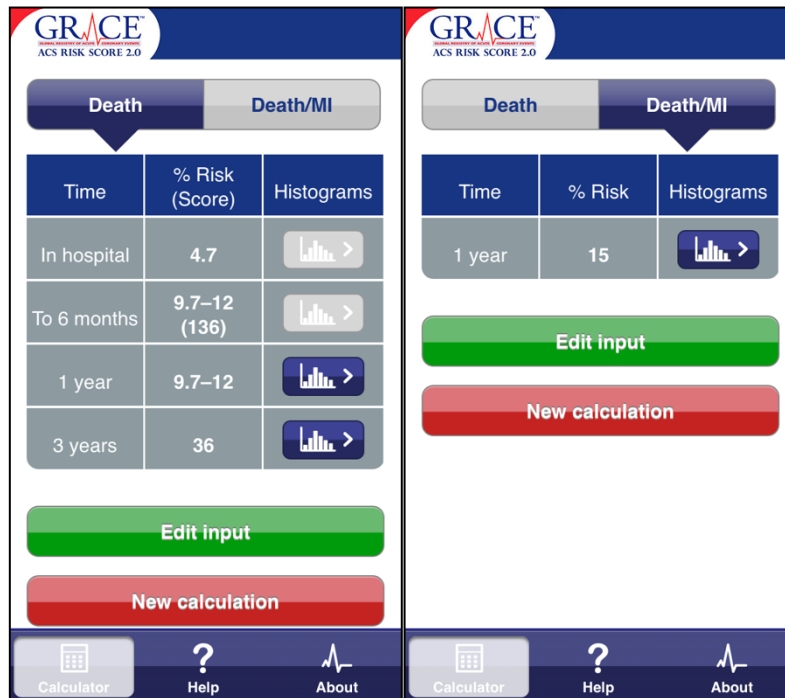 GRACE™
GLOBAL REGISTRY OF ACUTE CORONARY EVENTS
ACS RISK SCORE 2.0
Death Death/MI
Time % Risk (Score) Histograms
In hospital 4.7
To 6 months 9.7–12 (136)
1 year 9.7–12
3 years 36
Edit input
New calculation
Calculator Help About
GRACE™
GLOBAL REGISTRY OF ACUTE CORONARY EVENTS
ACS RISK SCORE 2.0
Death Death/MI
Time % Risk Histograms
1 year 15
Edit input
New calculation
Calculator Help About